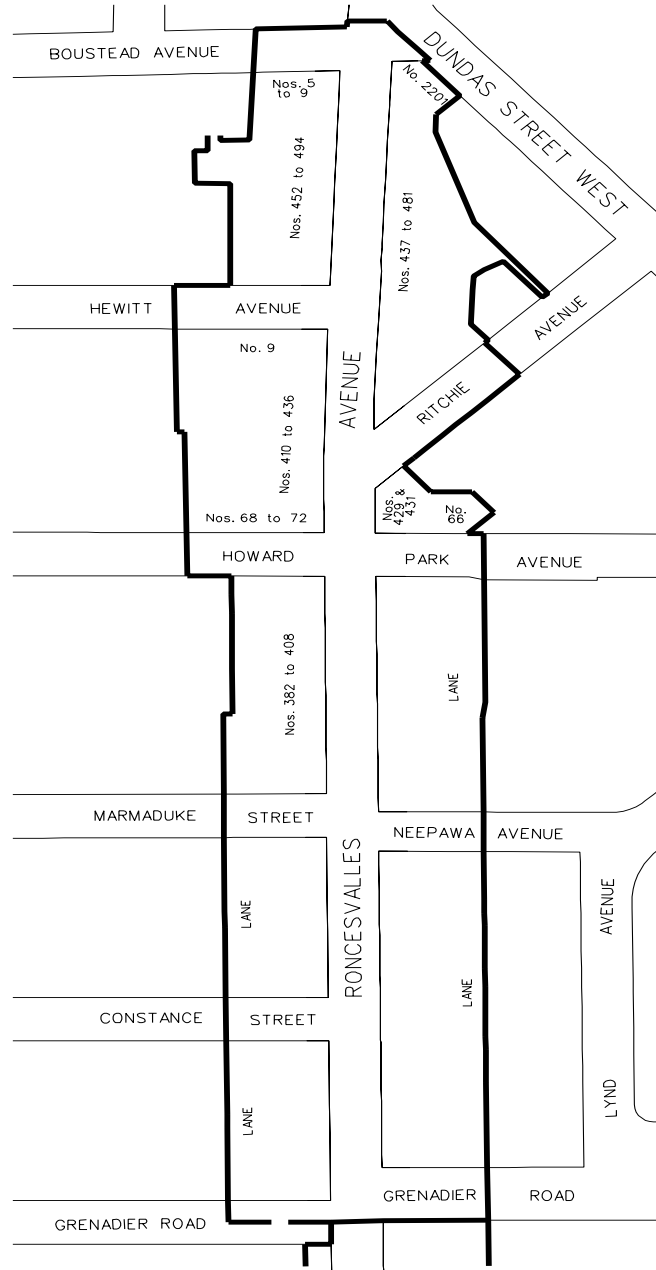 BOUSTEAD AVENUE
DUNDAS STREET WEST
Nos. 5
to 9
No. 2201
Nos. 452 to 494
Nos. 437 to 481
HEWITT AVENUE
AVENUE
No. 9
RONCESVALLES AVENUE
RITCHIE
Nos. 410 to 436
Nos.
429 &
431
No.
66
Nos. 68 to 72
HOWARD PARK AVENUE
Nos. 382 to 408
LANE
MARMADUKE STREET
NEEPAWA AVENUE
LANE
LYND AVENUE
LANE
CONSTANCE STREET
LANE
GRENADIER ROAD
GRENADIER ROAD